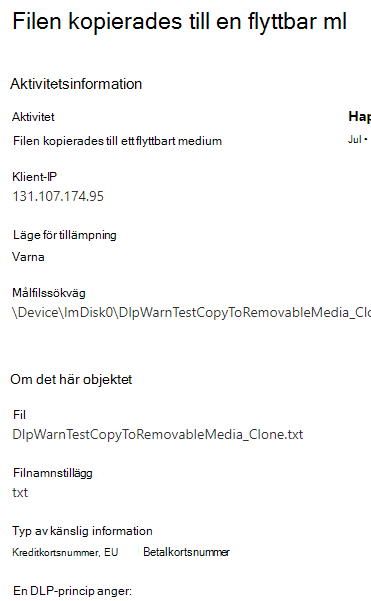 Filen kopierades till en flyttbar ml
Aktivitetsinformation
Aktivitet Hap
Filen kopierades till ett flyttbart medium Jul •
Klient-IP
131.107.174.95
Läge för tillämpning
Varna
Målfilssökväg
\Device\ImDisk0\DlpWarnTestCopyToRemovableMedia_Clo
Om det här objektet
Fil
DlpWarnTestCopyToRemovableMedia_Clone.txt
Filnamnstillägg
txt
Typ av känslig information
Kreditkortsnummer, EU Betalkortsnummer
En DLP-princip anger: